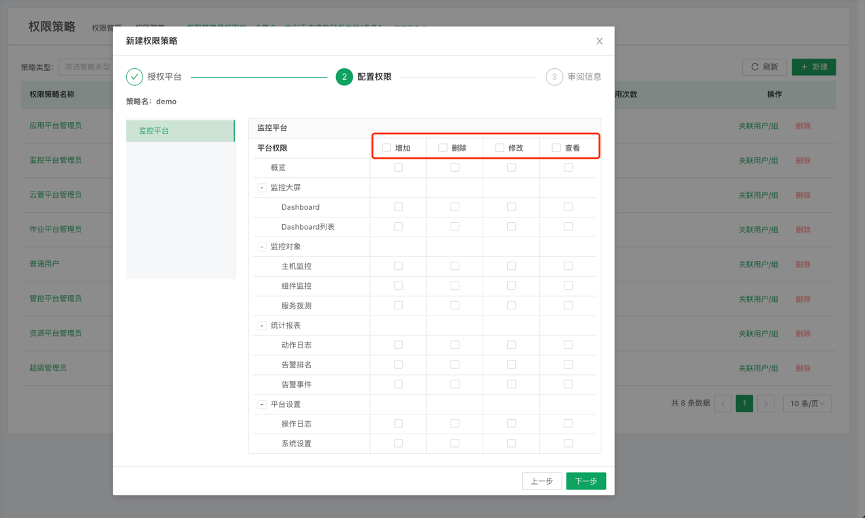 权限策略
新建权限策略 X
策略类型：
刷新 + 新建
授权平台 2 配置权限 3 审阅信息
策略名：demo
权限策略名称 用次数 操作
监控平台
监控平台
平台权限 增加 删除 修改 查看
概览
- 监控大屏
Dashboard
Dashboard列表
- 监控对象
主机监控
组件监控
服务拨测
- 统计报表
动作日志
告警排名
告警事件
- 平台设置
操作日志
系统设置
应用平台管理员 关联用户/组 删除
监控平台管理员 关联用户/组 删除
云管平台管理员 关联用户/组 删除
作业平台管理员 关联用户/组 删除
普通用户 关联用户/组 删除
管控平台管理员 关联用户/组 删除
资源平台管理员 关联用户/组 删除
超级管理员 关联用户/组 删除
共 8 条数据 < 1 > 10 条/页
上一步 下一步